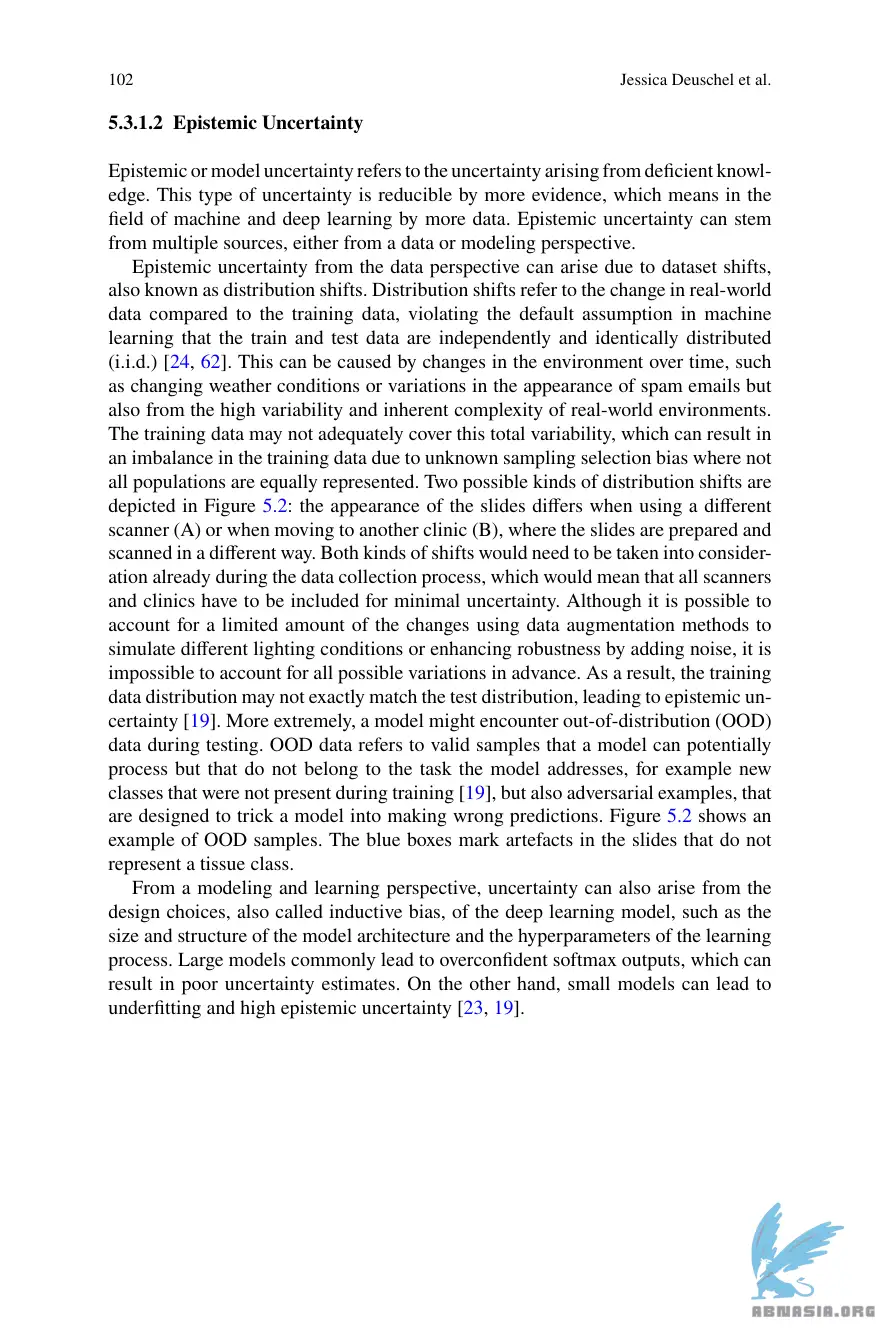 102 Jessica Deuschel et al.
5.3.1.2 Epistemic Uncertainty
Epistemic or model uncertainty refers to the uncertainty arising from deficient knowl-
edge. This type of uncertainty is reducible by more evidence, which means in the
field of machine and deep learning by more data. Epistemic uncertainty can stem
from multiple sources, either from a data or modeling perspective.
Epistemic uncertainty from the data perspective can arise due to dataset shifts,
also known as distribution shifts. Distribution shifts refer to the change in real-world
data compared to the training data, violating the default assumption in machine
learning that the train and test data are independently and identically distributed
(i.i.d.) [24, 62]. This can be caused by changes in the environment over time, such
as changing weather conditions or variations in the appearance of spam emails but
also from the high variability and inherent complexity of real-world environments.
The training data may not adequately cover this total variability, which can result in
an imbalance in the training data due to unknown sampling selection bias where not
all populations are equally represented. Two possible kinds of distribution shifts are
depicted in Figure 5.2: the appearance of the slides differs when using a different
scanner (A) or when moving to another clinic (B), where the slides are prepared and
scanned in a different way. Both kinds of shifts would need to be taken into consider-
ation already during the data collection process, which would mean that all scanners
and clinics have to be included for minimal uncertainty. Although it is possible to
account for a limited amount of the changes using data augmentation methods to
simulate different lighting conditions or enhancing robustness by adding noise, it is
impossible to account for all possible variations in advance. As a result, the training
data distribution may not exactly match the test distribution, leading to epistemic un-
certainty [19]. More extremely, a model might encounter out-of-distribution (OOD)
data during testing. OOD data refers to valid samples that a model can potentially
process but that do not belong to the task the model addresses, for example new
classes that were not present during training [19], but also adversarial examples, that
are designed to trick a model into making wrong predictions. Figure 5.2 shows an
example of OOD samples. The blue boxes mark artefacts in the slides that do not
represent a tissue class.
From a modeling and learning perspective, uncertainty can also arise from the
design choices, also called inductive bias, of the deep learning model, such as the
size and structure of the model architecture and the hyperparameters of the learning
process. Large models commonly lead to overconfident softmax outputs, which can
result in poor uncertainty estimates. On the other hand, small models can lead to
underfitting and high epistemic uncertainty [23, 19].
ABNASIA.ORG